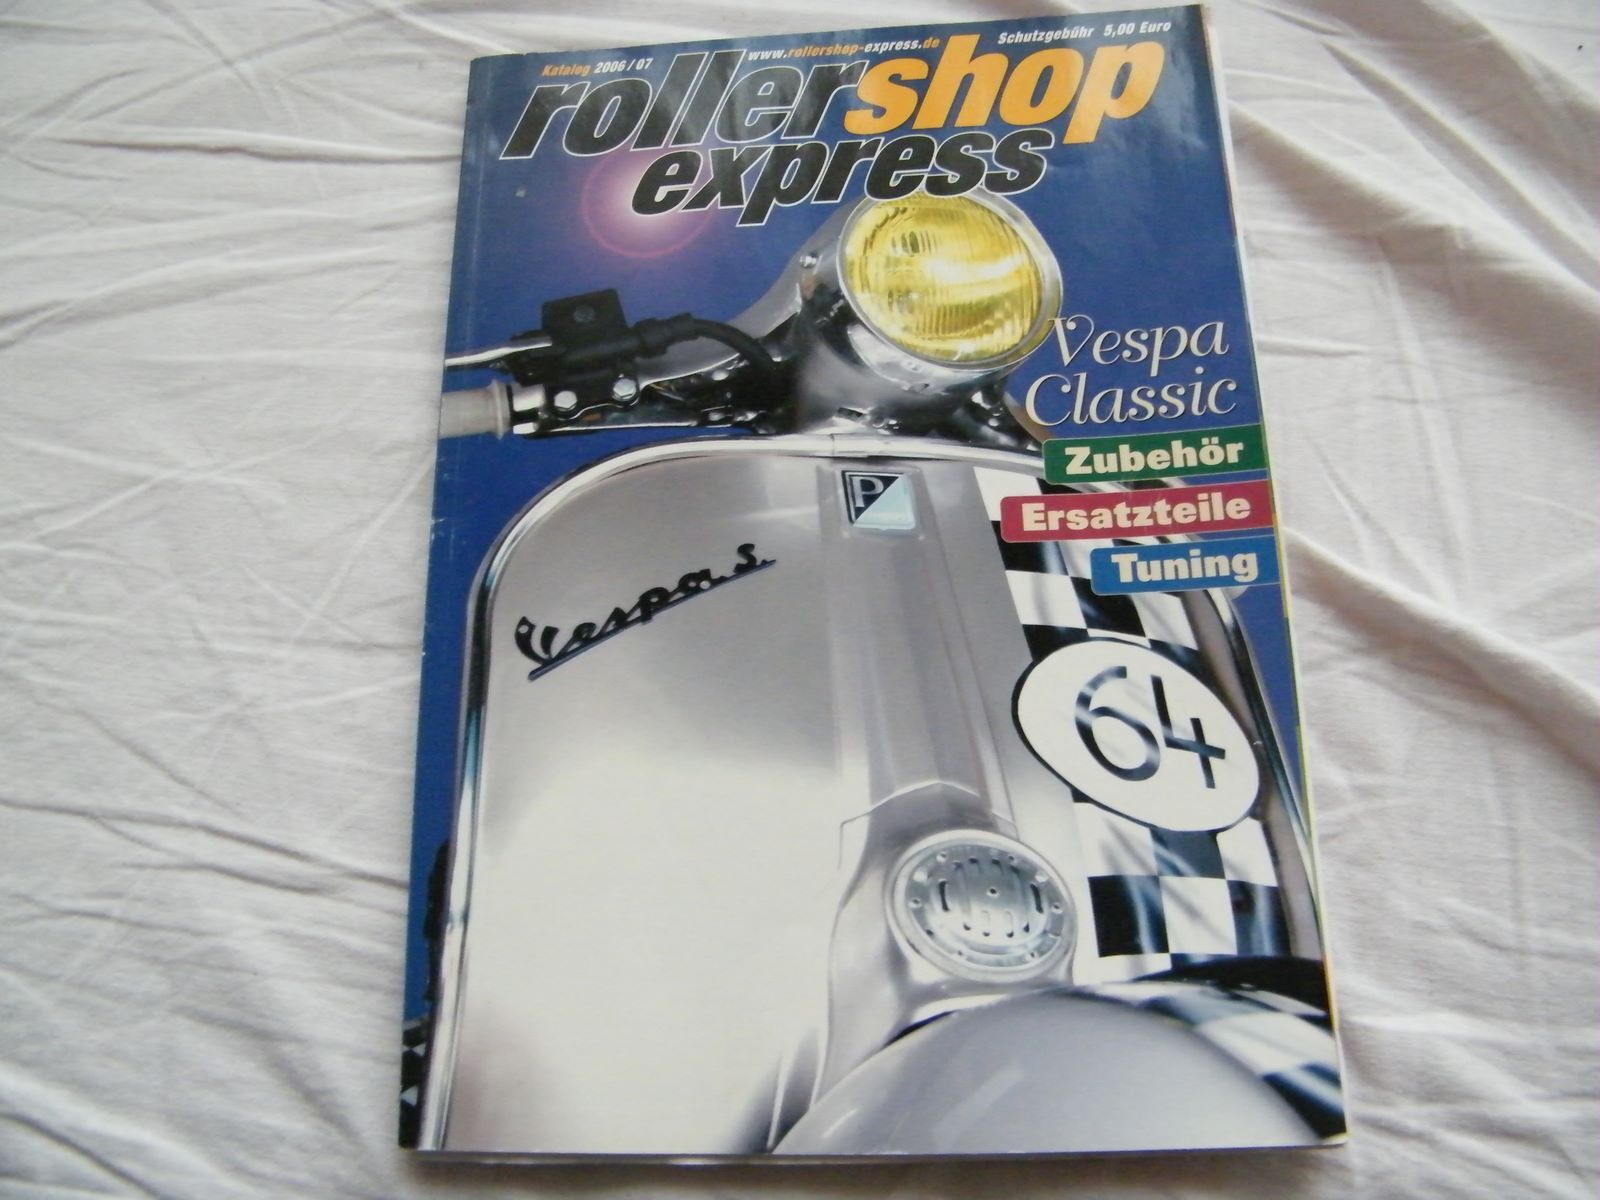 Katalog 2006/07
www.rollershop-express.de
Schutzgebühr 5,00 Euro
rollershop
express
Vespa
Classic
Zubehör
Ersatzteile
Tuning
P
Vespa.S.
64